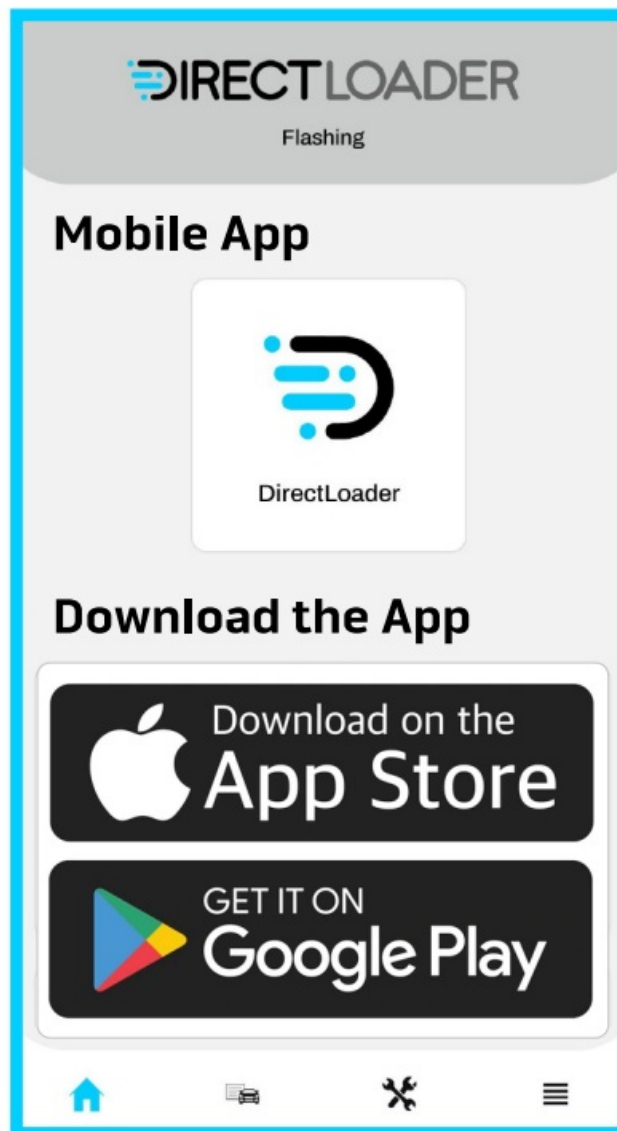 DIRECTLOADER
Flashing
Mobile App
DirectLoader
Download the App
Download on the
App Store
GET IT ON
Google Play